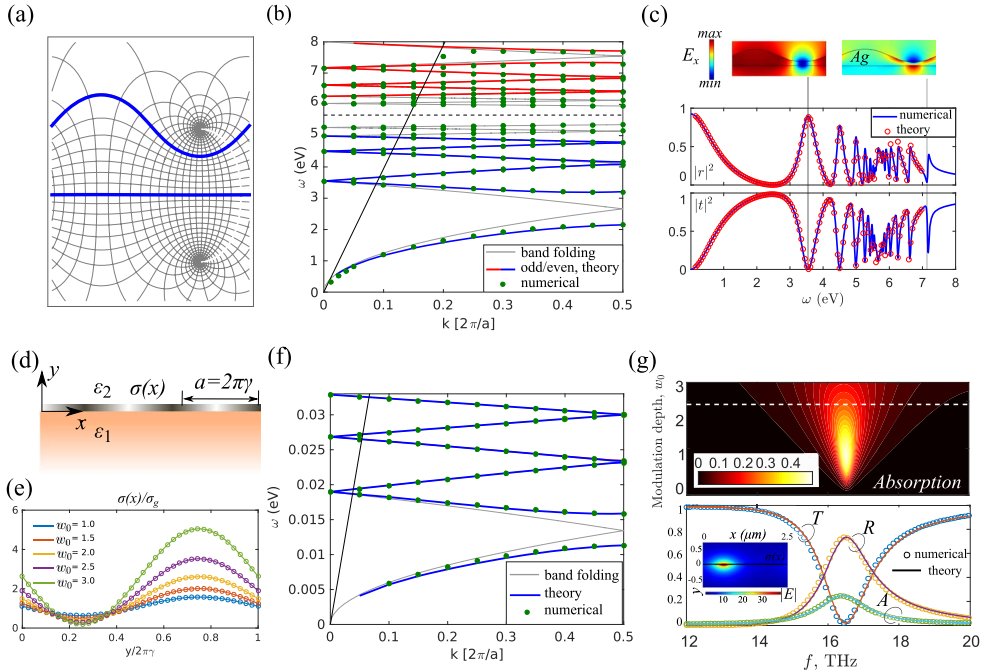 (a)
(b)
8
7
6
5
4
3
2
1
0
ω (eV)
band folding
odd/even, theory
numerical
0
0.1
0.2
0.3
0.4
0.5
k [2π/a]
(c)
max
E_x
min
Ag
1
0.5
0
|r|^2
numerical
theory
1
0.5
0
|t|^2
1 2 3 4 5 6 7 8
ω (eV)
(d)
y
ε_2
σ(x)
a=2πγ
x
ε_1
(e)
σ(x)/σ_g
6
4
2
0
w_0= 1.0
w_0= 1.5
w_0= 2.0
w_0= 2.5
w_0= 3.0
0 0.2 0.4 0.6 0.8 1
y/2πγ
(f)
0.03
0.025
0.02
0.015
0.01
0.005
0
ω (eV)
band folding
theory
numerical
0 0.1 0.2 0.3 0.4 0.5
k [2π/a]
(g)
Modulation depth, w_0
3
2
1
0
0 0.1 0.2 0.3 0.4
Absorption
1
0.8
0.6
0.4
0.2
0
x (μm)
0 2.5
0
-0.5
y
10 20 30 |E|
T
R
A
numerical
theory
12 14 16 18 20
f, THz